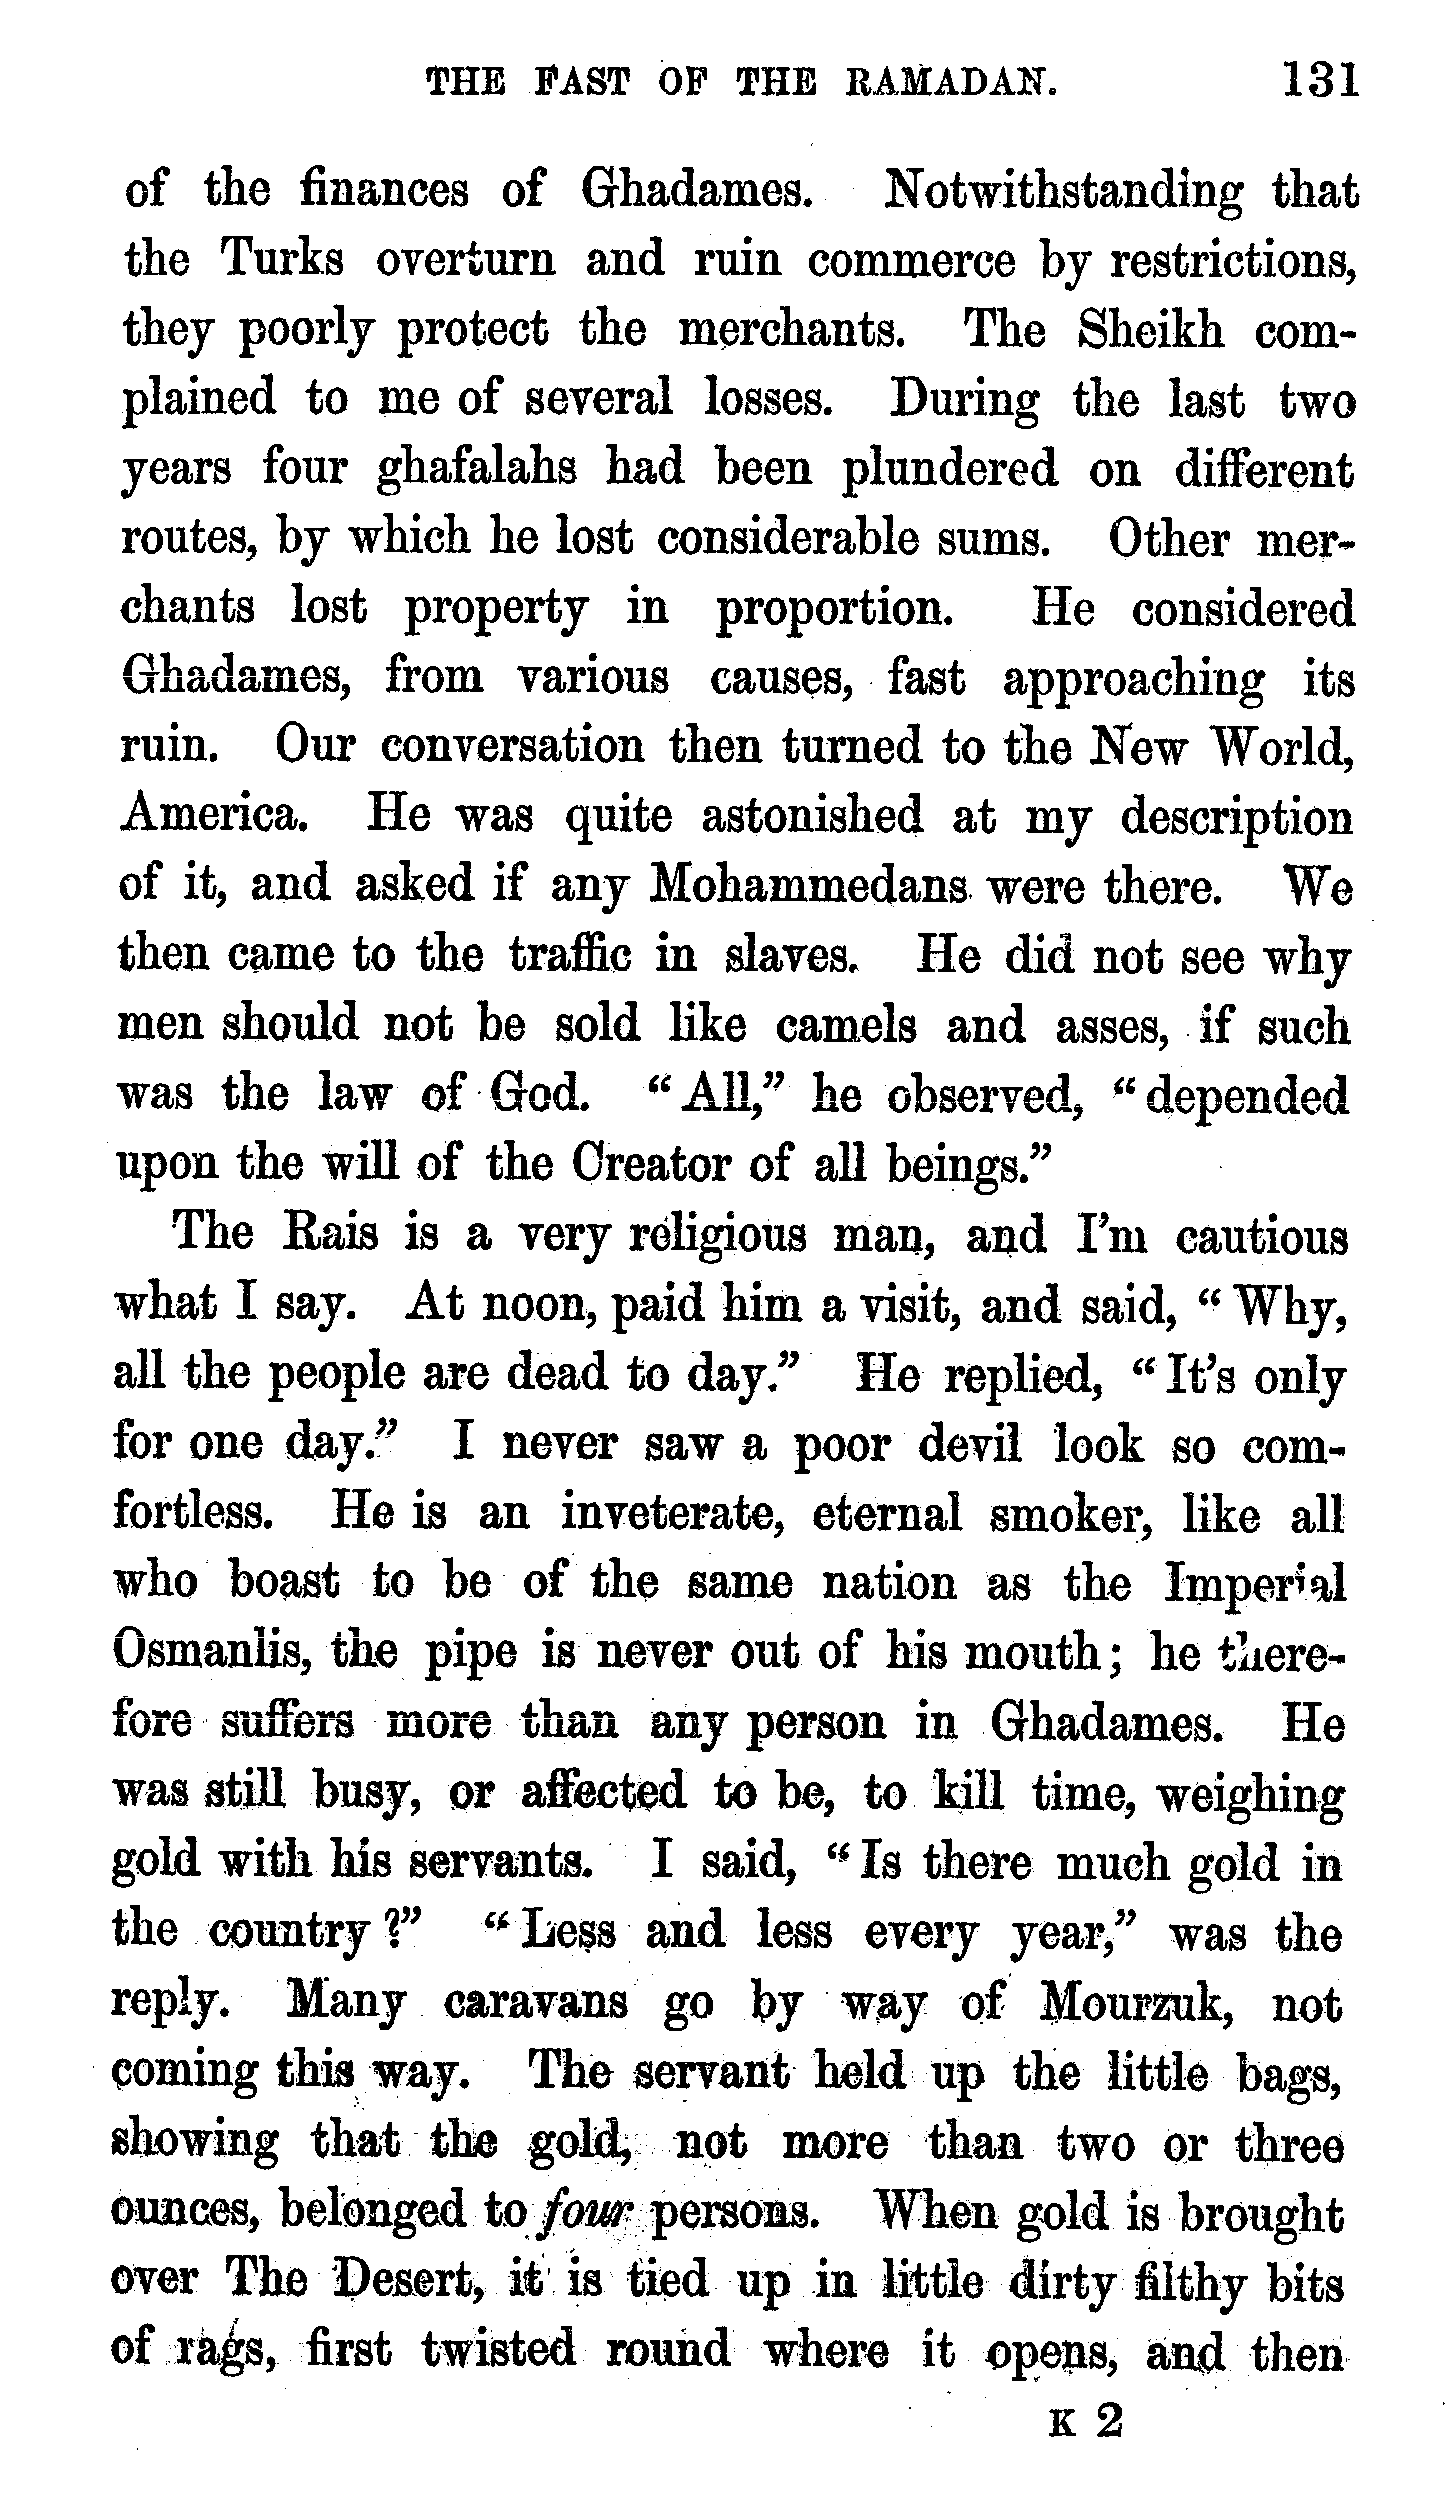 THE FAST OF THE RAMADAN. 131
of the finances of Ghadames. Notwithstanding that
the Turks overturn and ruin commerce by restrictions,
they poorly protect the merchants. The Sheikh com-
plained to me of several losses. During the last two
years four ghafalahs had been plundered on different
routes, by which he lost considerable sums. Other mer-
chants lost property in proportion. He considered
Ghadames, from various causes, fast approaching its
ruin. Our conversation then turned to the New World,
America. He was quite astonished at my description
of it, and asked if any Mohammedans were there. We
then came to the traffic in slaves. He did not see why
men should not be sold like camels and asses, if such
was the law of God. "All," he observed, "depended
upon the will of the Creator of all beings."
The Rais is a very religious man, and I'm cautious
what I say. At noon, paid him a visit, and said, "Why,
all the people are dead to day." He replied, "It's only
for one day." I never saw a poor devil look so com-
fortless. He is an inveterate, eternal smoker, like all
who boast to be of the same nation as the Imperial
Osmanlis, the pipe is never out of his mouth; he there-
fore suffers more than any person in Ghadames. He
was still busy, or affected to be, to kill time, weighing
gold with his servants. I said, "Is there much gold in
the country?" "Less and less every year," was the
reply. Many caravans go by way of Mourzuk, not
coming this way. The servant held up the little bags,
showing that the gold, not more than two or three
ounces, belonged to four persons. When gold is brought
over The Desert, it is tied up in little dirty filthy bits
of rags, first twisted round where it opens, and then
K 2